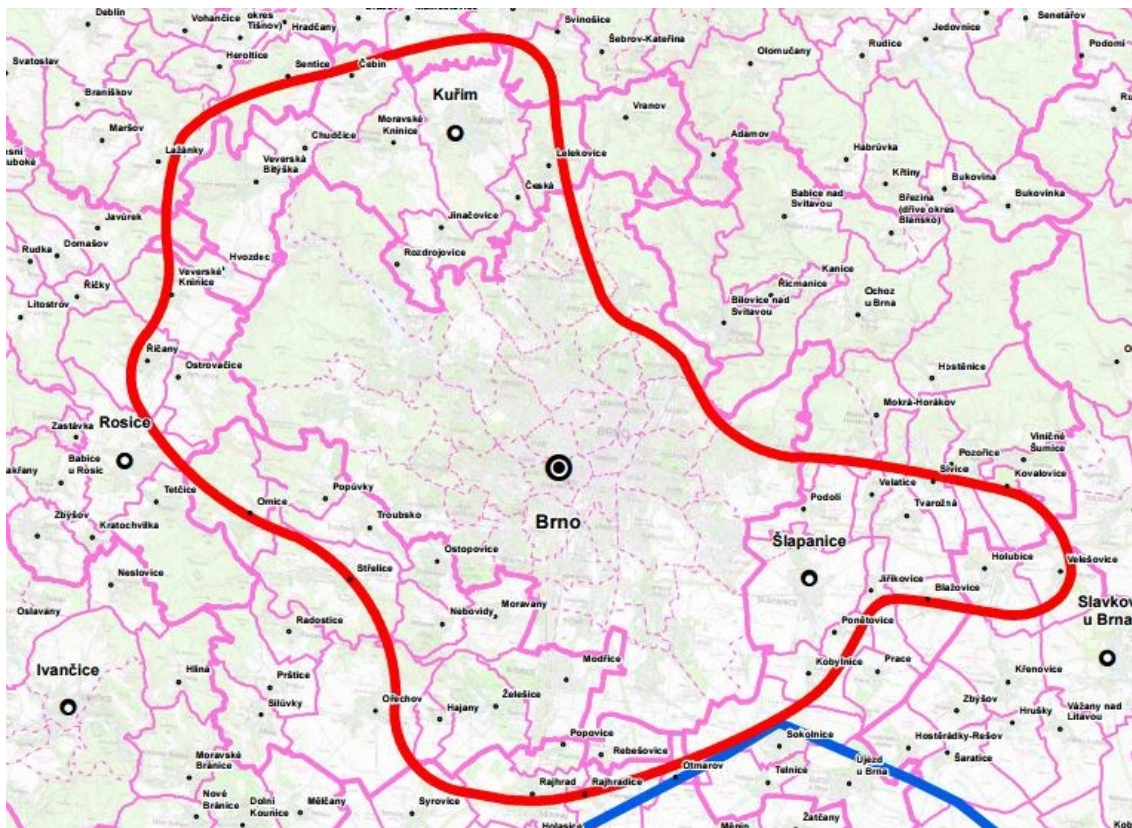 Deblín
Vohančice
okres
Tišnov)
Hradčany
Svinošice
Senetářov
Heroltice
Šebrov-Kateřina
Olomučany
Rudice
Jedovnice
Podomí
Svatoslav
Sentice
Čebín
Braníškov
Kuřim
Vranov
Maršov
Chudčice
Moravské
Knínice
Adamov
Lažánky
Veverská
Bítýška
Lelekovice
Habrůvka
Křtiny
Bukovina
Česká
Babice nad
Svitavou
Březina
(dříve okres
Blansko)
Bukovinka
Javůrek
Jinačovice
Rudka
Domašov
Hvozdec
Rozdrojovice
Kanice
Řicmanice
Říčky
Veverské
Knínice
Bílovice nad
Svitavou
Ochoz
u Brna
Litostrov
Říčany
Ostrovačice
Hostěnice
BRNO
Mokrá-Horákov
Rosice
Zastávka
Babice
u Rosic
Viničné
Šumice
Pozořice
Sivice
Kovalovice
Tetčice
Popůvky
Omice
Podolí
Velatice
Tvarožná
Zbýšov
Kratochvilka
Troubsko
Brno
Ostopovice
Šlapanice
Holubice
Velešovice
Neslovice
Střelice
Jiříkovice
Blažovice
Oslavany
Nebovidy
Moravany
Slavkov
u Brna
Radostice
Ponětovice
Ivančice
Hlína
Prštice
Modřice
Kobylnice
Prace
Křenovice
Silůvky
Ořechov
Hajany
Želešice
Zbýšov
Hrušky
Vážany nad
Litavou
Popovice
Rebešovice
Sokolnice
Hostěrádky-Rešov
Šaratice
Moravské
Bránice
Otmarov
Telnice
Újezd
u Brna
Rajhrad
Rajhradice
Nové
Bránice
Dolní
Kounice
Mělčany
Syrovice
Holasice
Měnín
Žatčany